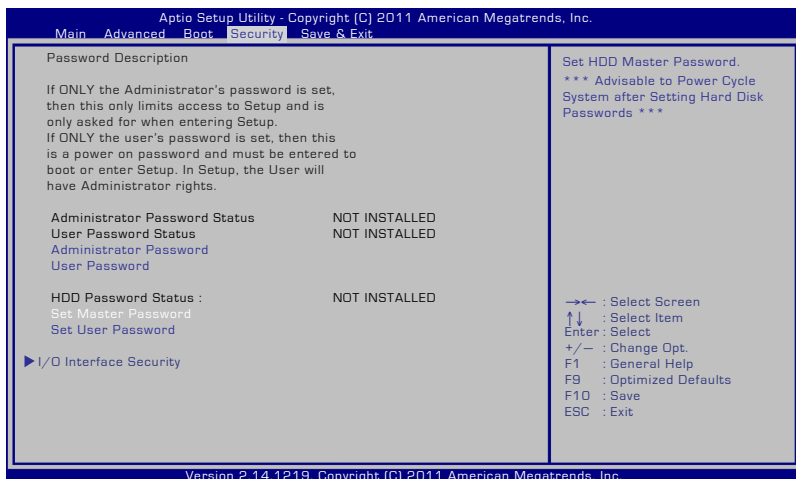 Aptio Setup Utility - Copyright (C) 2011 American Megatrends, Inc.
Main Advanced Boot Security Save & Exit
Password Description
If ONLY the Administrator's password is set,
then this only limits access to Setup and is
only asked for when entering Setup.
If ONLY the user's password is set, then this
is a power on password and must be entered to
boot or enter Setup. In Setup, the User will
have Administrator rights.
Administrator Password Status NOT INSTALLED
User Password Status NOT INSTALLED
Administrator Password
User Password
HDD Password Status : NOT INSTALLED
Set Master Password
Set User Password
I/O Interface Security
Set HDD Master Password.
*** Advisable to Power Cycle
System after Setting Hard Disk
Passwords ***
→← : Select Screen
↑↓ : Select Item
Enter : Select
+/— : Change Opt.
F1 : General Help
F9 : Optimized Defaults
F10 : Save
ESC : Exit
Version 2.14.1219. Copyright (C) 2011 American Megatrends, Inc.